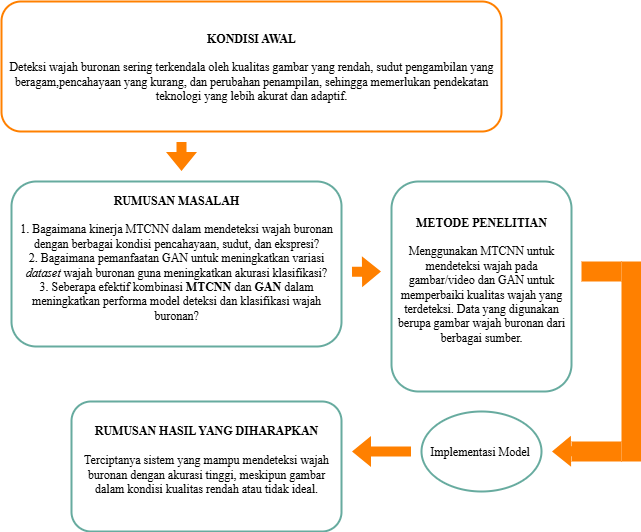 KONDISI AWAL
Deteksi wajah buronan sering terkendala oleh kualitas gambar yang rendah, sudut pengambilan yang
beragam,pencahayaan yang kurang, dan perubahan penampilan, sehingga memerlukan pendekatan
teknologi yang lebih akurat dan adaptif.
RUMUSAN MASALAH
1. Bagaimana kinerja MTCNN dalam mendeteksi wajah buronan
dengan berbagai kondisi pencahayaan, sudut, dan ekspresi?
2. Bagaimana pemanfaatan GAN untuk meningkatkan variasi
dataset wajah buronan guna meningkatkan akurasi klasifikasi?
3. Seberapa efektif kombinasi MTCNN dan GAN dalam
meningkatkan performa model deteksi dan klasifikasi wajah
buronan?
METODE PENELITIAN
Menggunakan MTCNN untuk
mendeteksi wajah pada
gambar/video dan GAN untuk
memperbaiki kualitas wajah yang
terdeteksi. Data yang digunakan
berupa gambar wajah buronan dari
berbagai sumber.
Implementasi Model
RUMUSAN HASIL YANG DIHARAPKAN
Terciptanya sistem yang mampu mendeteksi wajah
buronan dengan akurasi tinggi, meskipun gambar
dalam kondisi kualitas rendah atau tidak ideal.